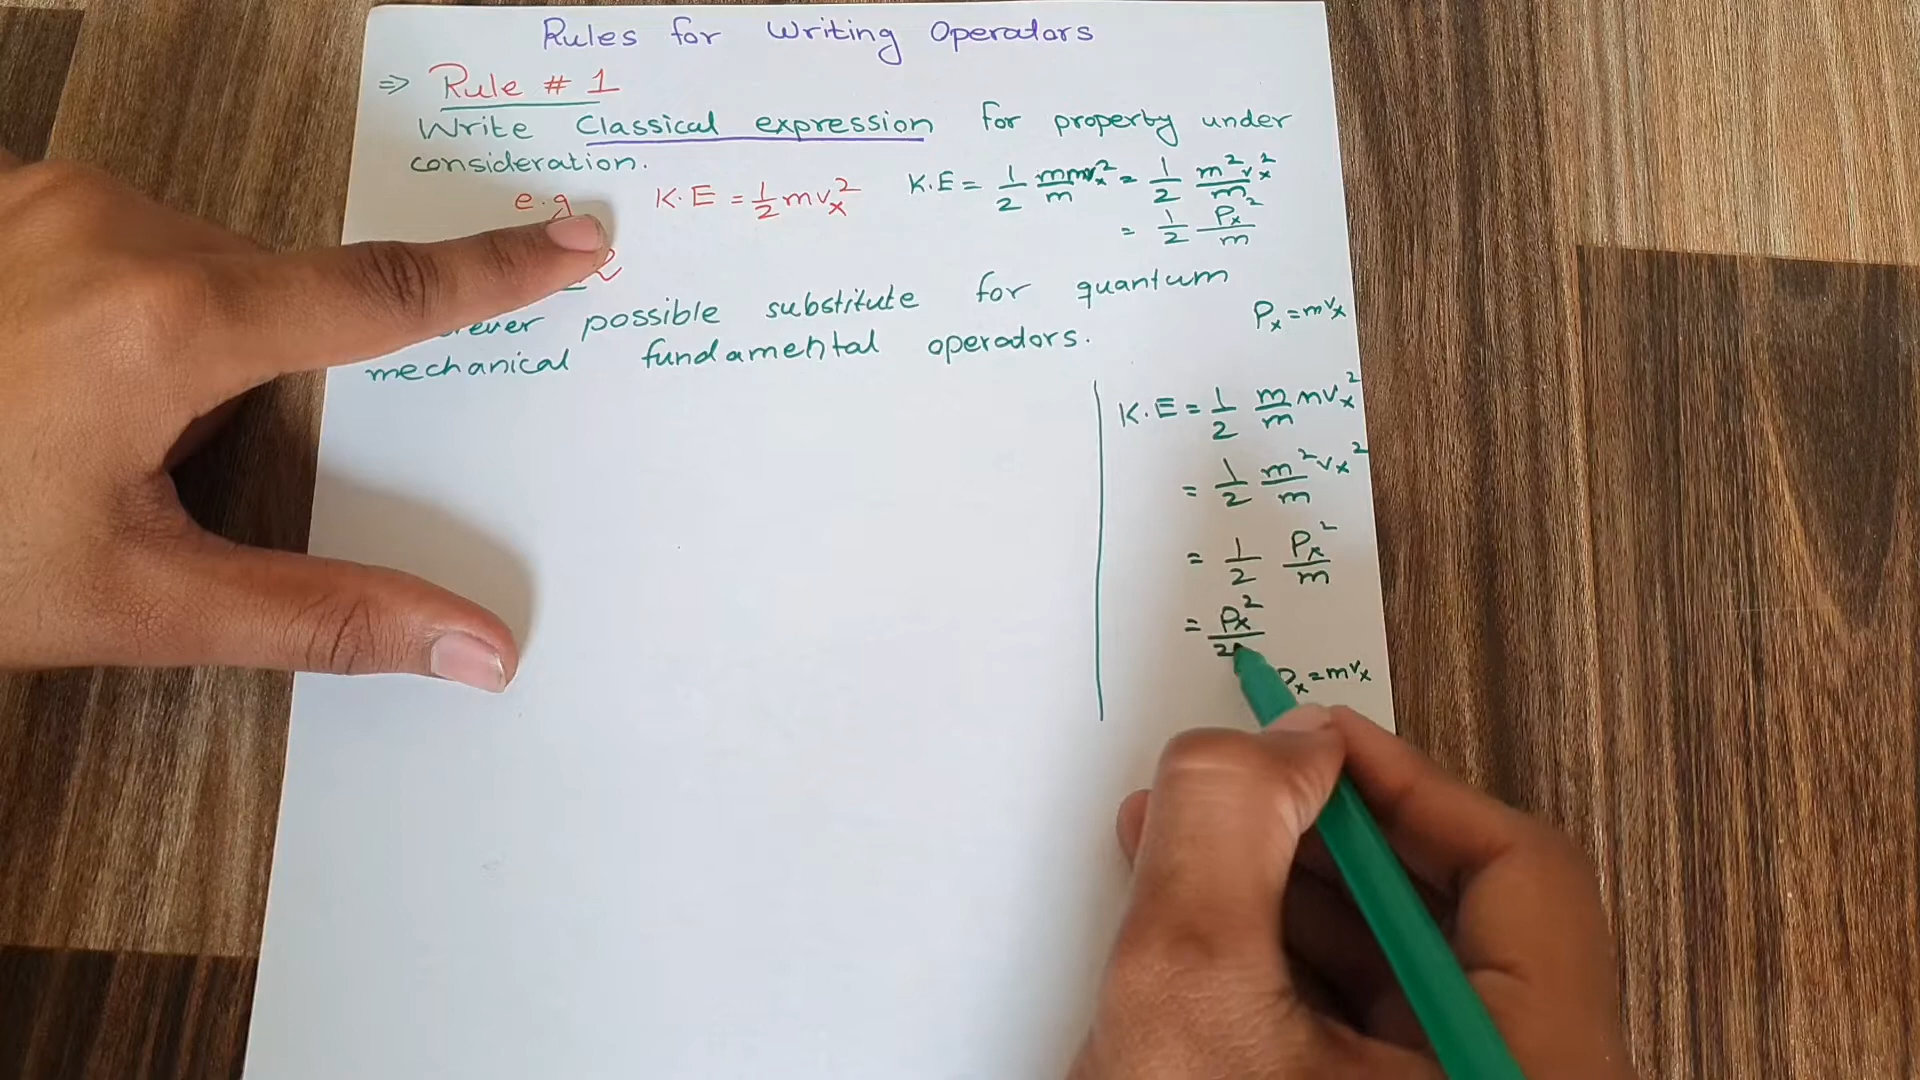 Rules for Writing Operators
⇒ Rule # 1
Write Classical expression for property under
consideration.
e.g K.E = 1/2 mvₓ² K.E = 1/2 mmvₓ²/m = 1/2 m²vₓ²/m
= 1/2 Pₓ²/m
2
possible substitute for quantum
mechanical fundamental operators.
Pₓ = mvₓ
K.E = 1/2 m/m mvₓ²
= 1/2 m²vₓ²/m
= 1/2 Pₓ²/m
= Pₓ²/2
Pₓ = mvₓ